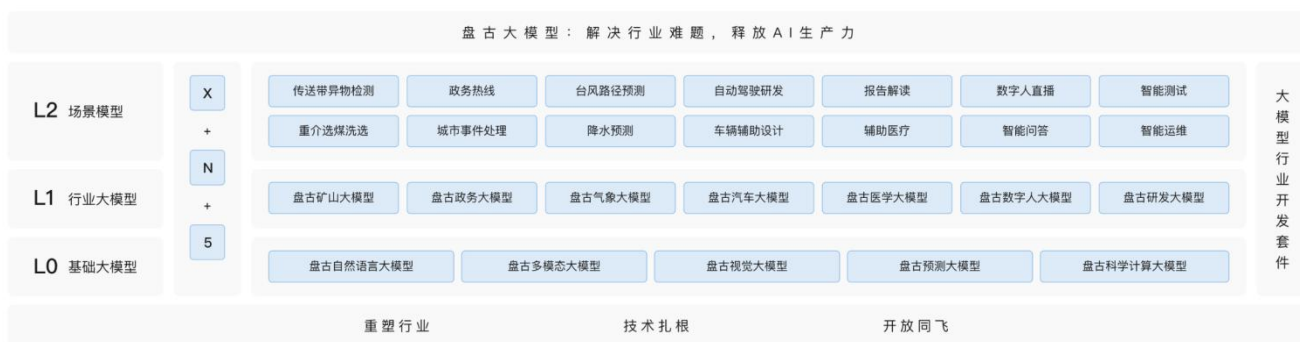 盘古大模型：解决行业难题，释放AI生产力
L2 场景模型
X
+
N
+
5
传送带异物检测 政务热线 台风路径预测 自动驾驶研发 报告解读 数字人直播 智能测试
重介选煤洗选 城市事件处理 降水预测 车辆辅助设计 辅助医疗 智能问答 智能运维
L1 行业大模型
盘古矿山大模型 盘古政务大模型 盘古气象大模型 盘古汽车大模型 盘古医学大模型 盘古数字人大模型 盘古研发大模型
L0 基础大模型
盘古自然语言大模型 盘古多模态大模型 盘古视觉大模型 盘古预测大模型 盘古科学计算大模型
大模型行业开发套件
重塑行业 技术扎根 开放同飞